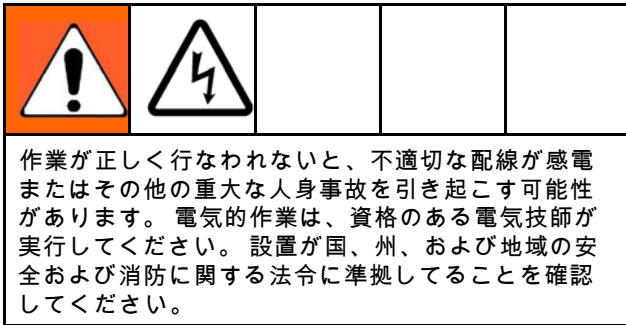 作業が正しく行なわれないと、不適切な配線が感電
またはその他の重大な人身事故を引き起こす可能性
があります。 電気的作業は、資格のある電気技師が
実行してください。 設置が国、州、および地域の安
全および消防に関する法令に準拠してることを確認
してください。